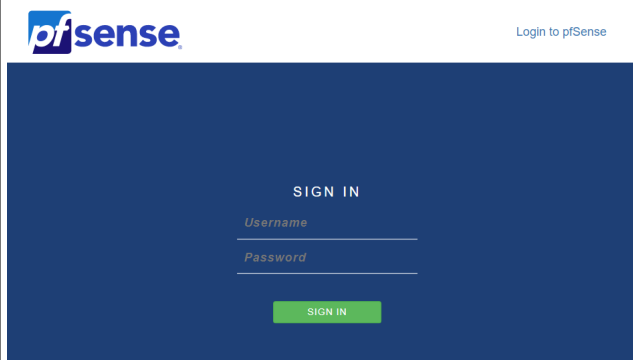 pfsense
Login to pfSense
SIGN IN
Username
Password
SIGN IN